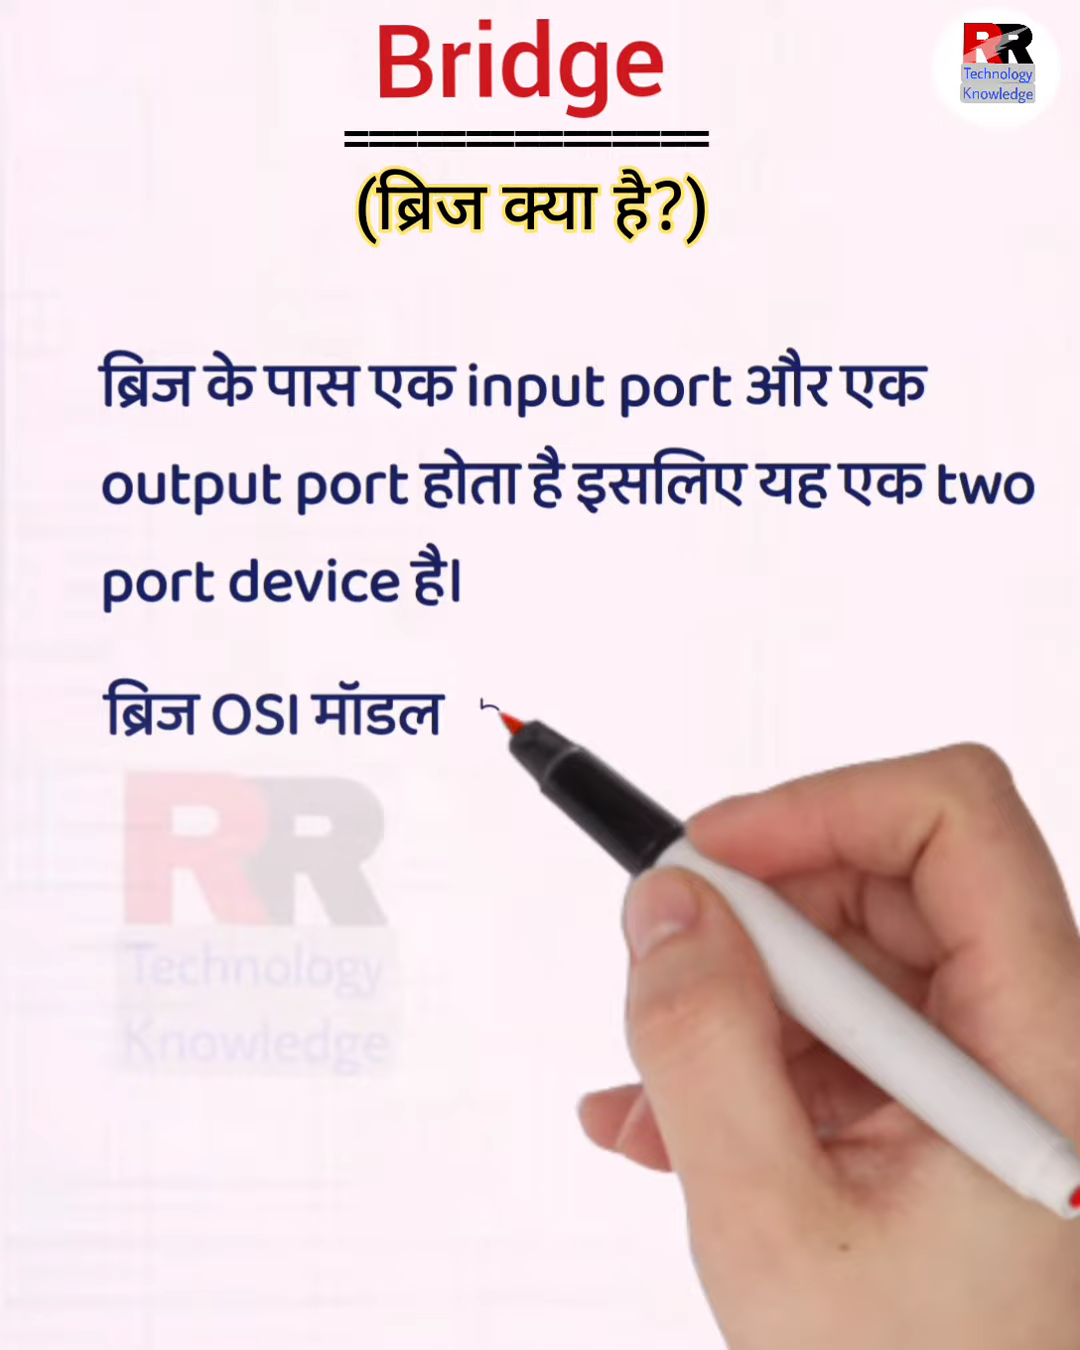 Bridge
RR
Technology
Knowledge
(ब्रिज क्या है?)
ब्रिज के पास एक input port और एक
output port होता है इसलिए यह एक two
port device है।
ब्रिज OSI मॉडल
RR
Technology
Knowledge